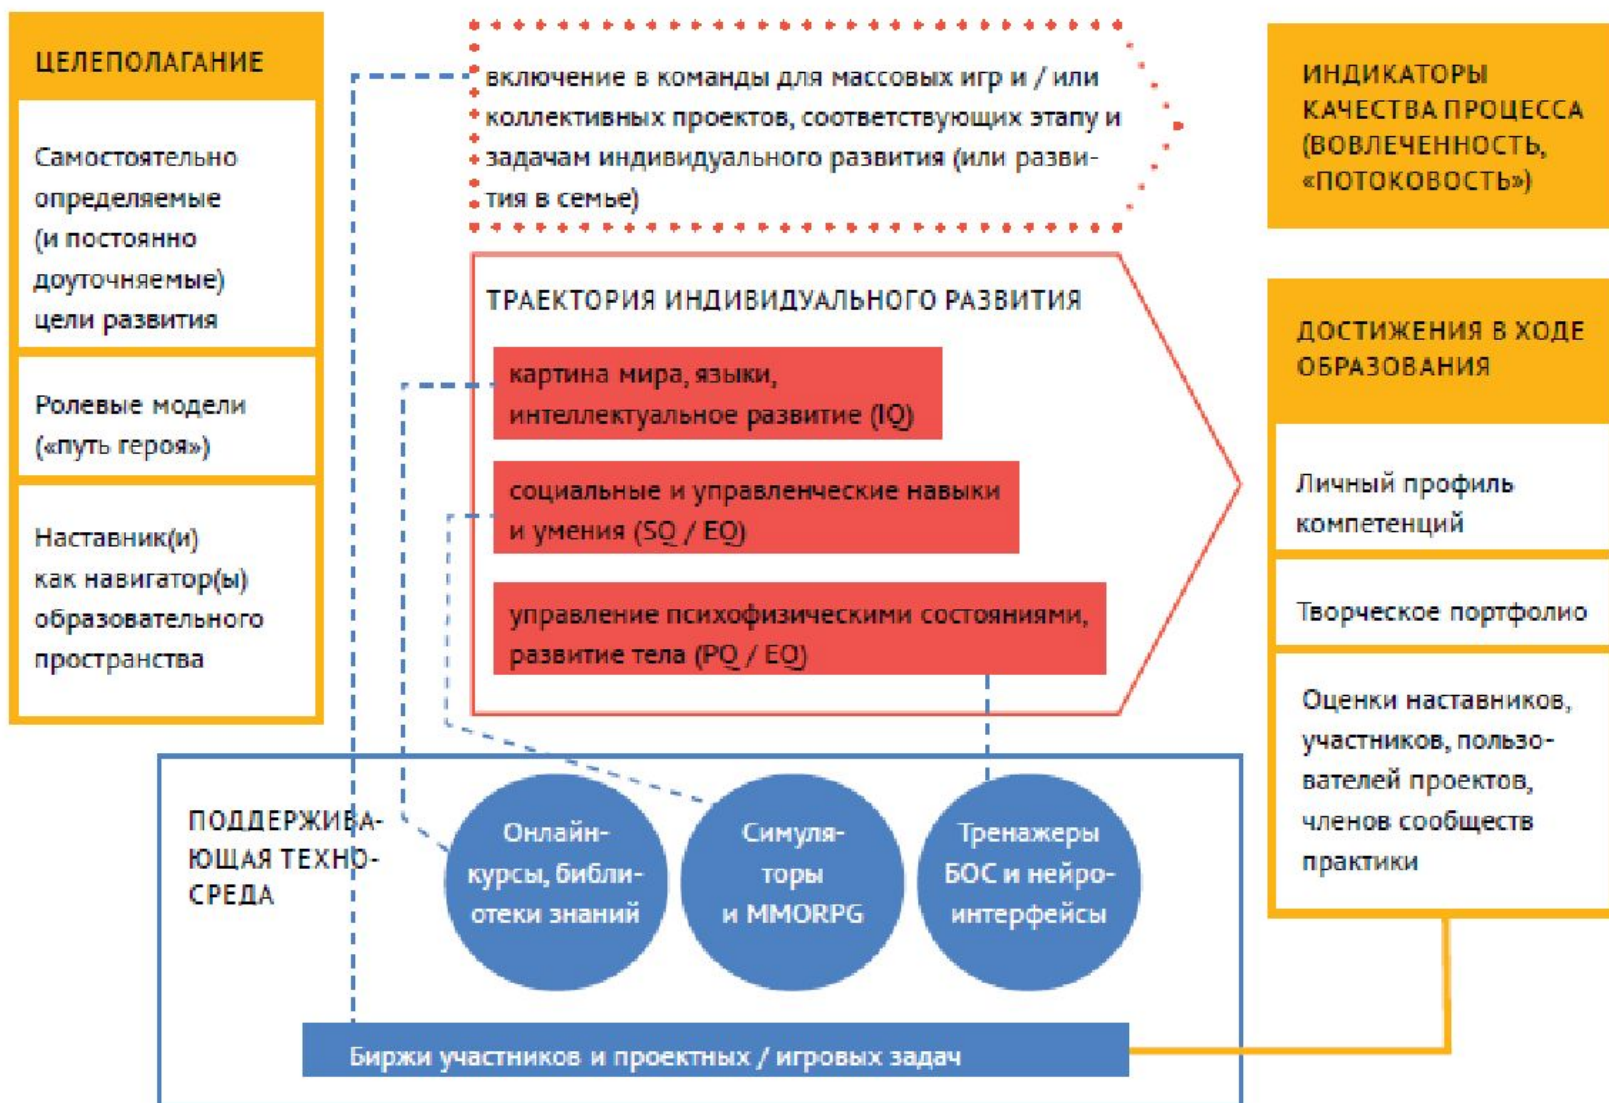 ЦЕЛЕПОЛАГАНИЕ
Самостоятельно
определяемые
(и постоянно
доуточняемые)
цели развития
Ролевые модели
(«путь героя»)
Наставник(и)
как навигатор(ы)
образовательного
пространства
включение в команды для массовых игр и / или
коллективных проектов, соответствующих этапу и
задачам индивидуального развития (или разви-
тия в семье)
ТРАЕКТОРИЯ ИНДИВИДУАЛЬНОГО РАЗВИТИЯ
картина мира, языки,
интеллектуальное развитие (IQ)
социальные и управленческие навыки
и умения (SQ / EQ)
управление психофизическими состояниями,
развитие тела (PQ / EQ)
ИНДИКАТОРЫ
КАЧЕСТВА ПРОЦЕССА
(ВОВЛЕЧЕННОСТЬ,
«ПОТОКОВОСТЬ»)
ДОСТИЖЕНИЯ В ХОДЕ
ОБРАЗОВАНИЯ
Личный профиль
компетенций
Творческое портфолио
Оценки наставников,
участников, пользо-
вателей проектов,
членов сообществ
практики
ПОДДЕРЖИВА-
ЮЩАЯ ТЕХНО-
СРЕДА
Онлайн-
курсы, библи-
отеки знаний
Симуля-
торы
и MMORPG
Тренажеры
БОС и нейро-
интерфейсы
Биржи участников и проектных / игровых задач